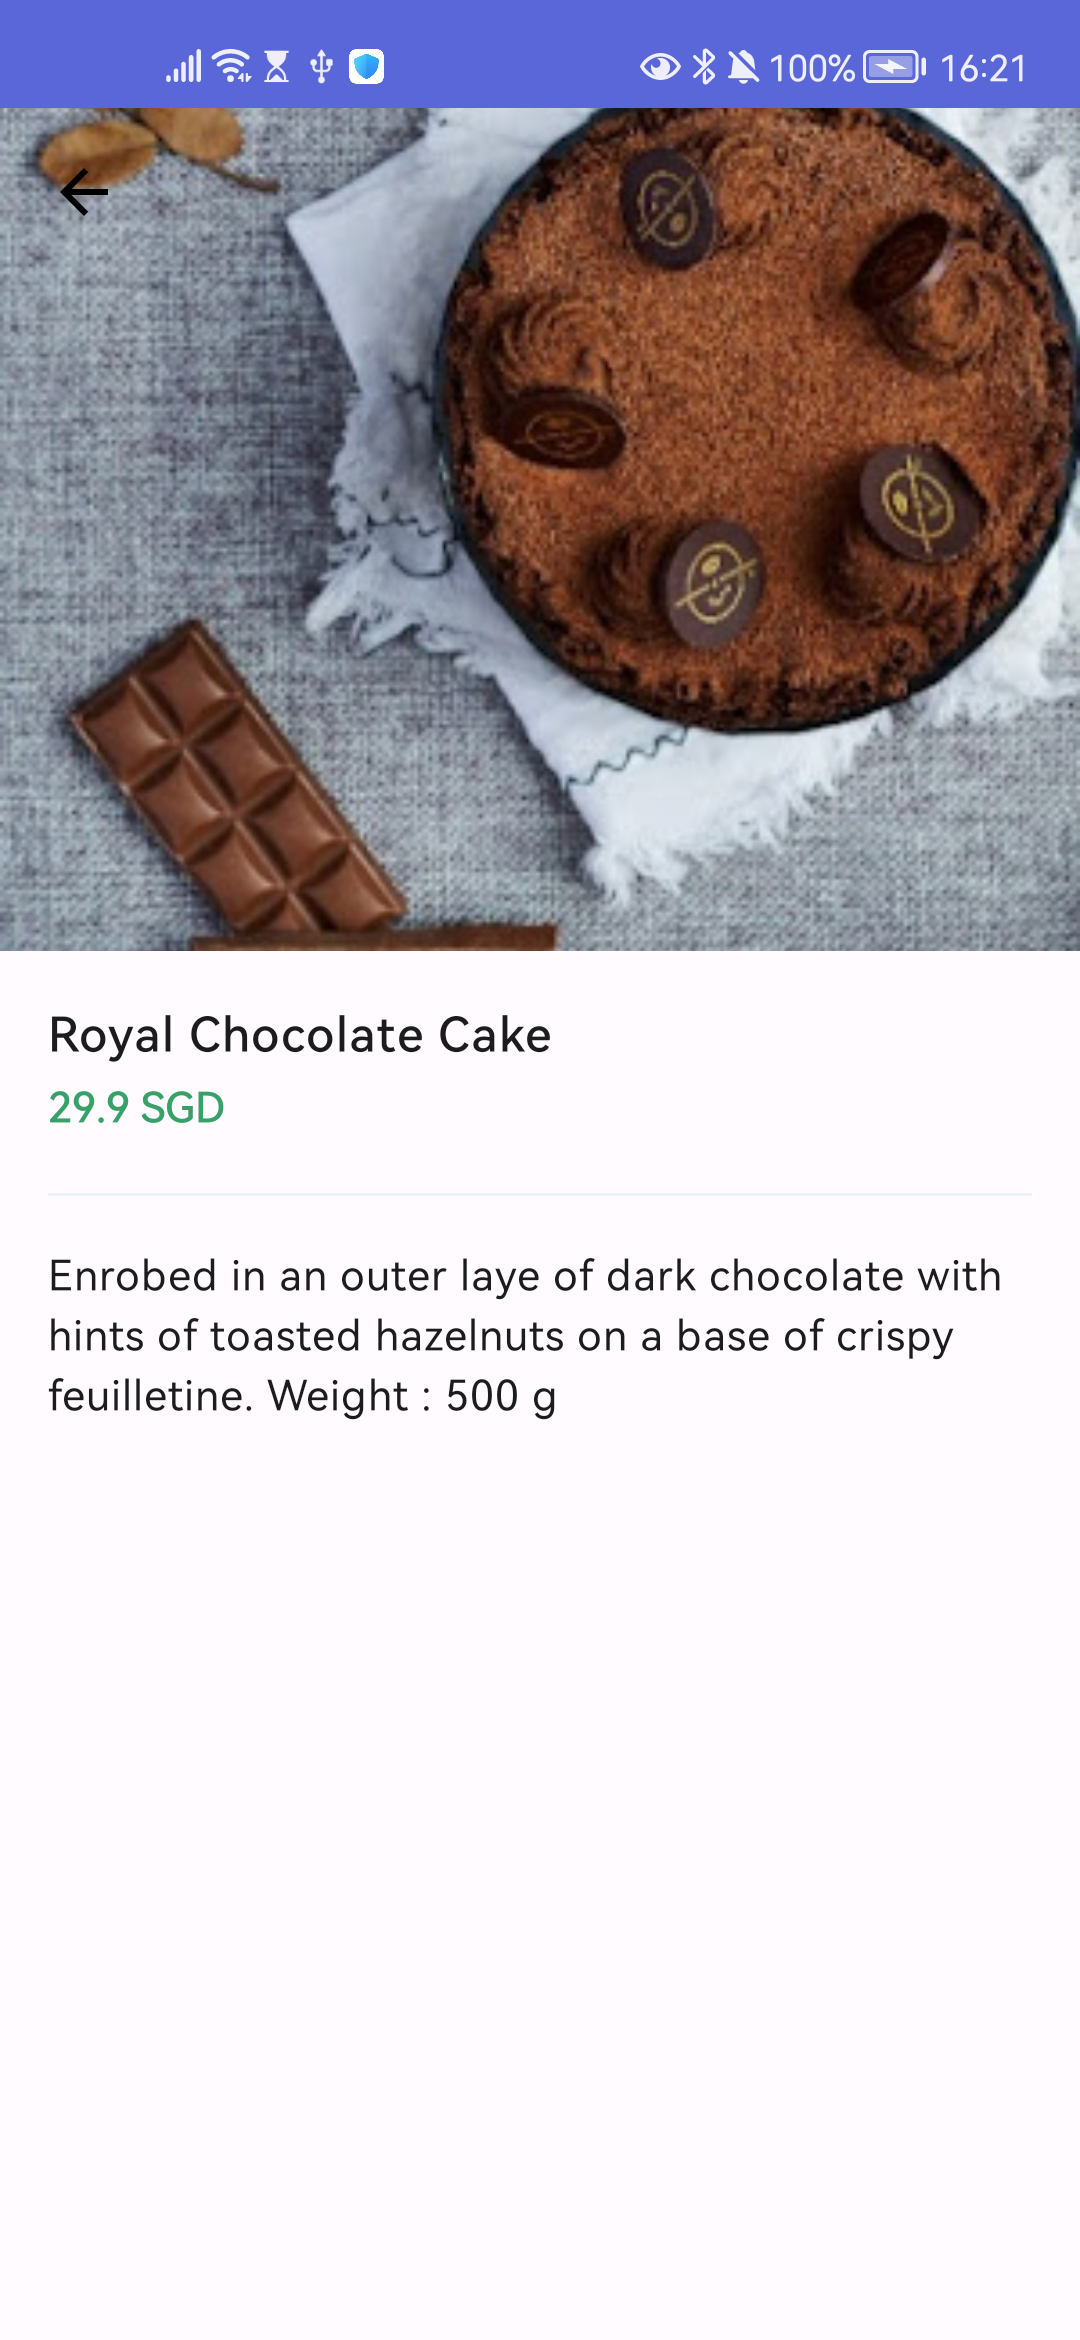 100% 16:21
Royal Chocolate Cake
29.9 SGD
Enrobed in an outer laye of dark chocolate with
hints of toasted hazelnuts on a base of crispy
feuilletine. Weight : 500 g